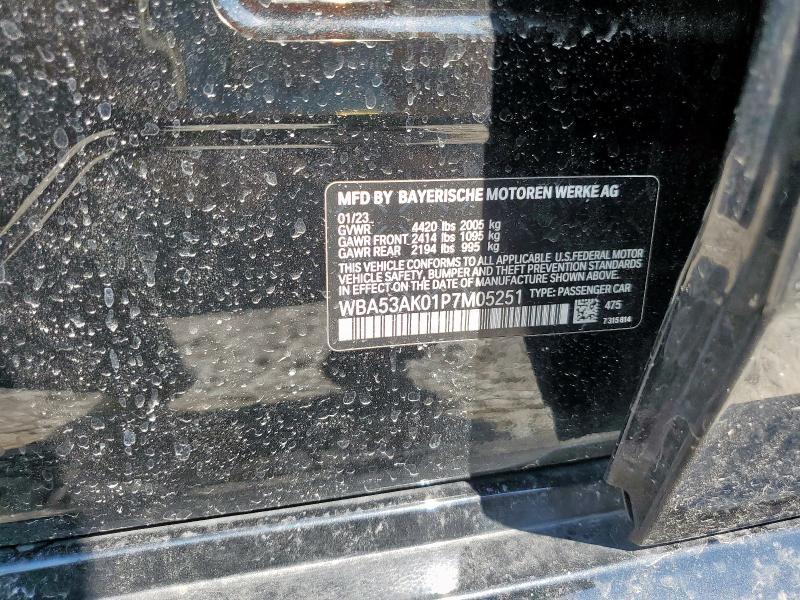 MFD BY BAYERISCHE MOTOREN WERKE AG
01/23
GVWR 4420 lbs 2005 kg
GAWR FRONT 2414 lbs 1095 kg
GAWR REAR 2194 lbs 995 kg
THIS VEHICLE CONFORMS TO ALL APPLICABLE U.S.FEDERAL MOTOR
VEHICLE SAFETY, BUMPER AND THEFT PREVENTION STANDARDS
IN EFFECT ON THE DATE OF MANUFACTURE SHOWN ABOVE.
WBA53AK01P7M05251 TYPE: PASSENGER CAR
475
7315814